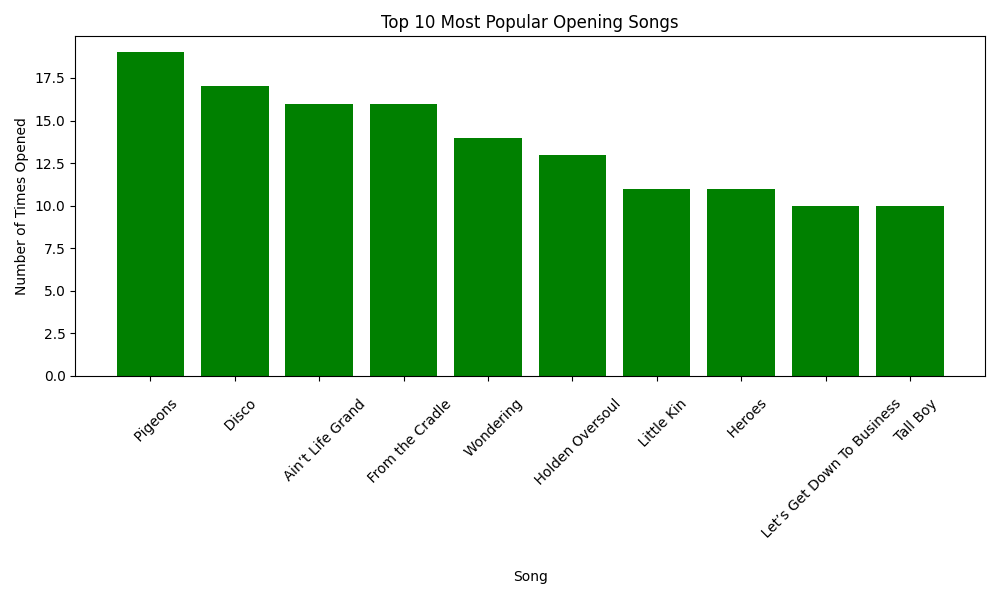 Top 10 Most Popular Opening Songs
Number of Times Opened
17.5
15.0
12.5
10.0
7.5
5.0
2.5
0.0
Pigeons
Disco
Ain't Life Grand
From the Cradle
Wondering
Holden Oversoul
Little Kin
Heroes
Let’s Get Down To Business
Tall Boy
Song